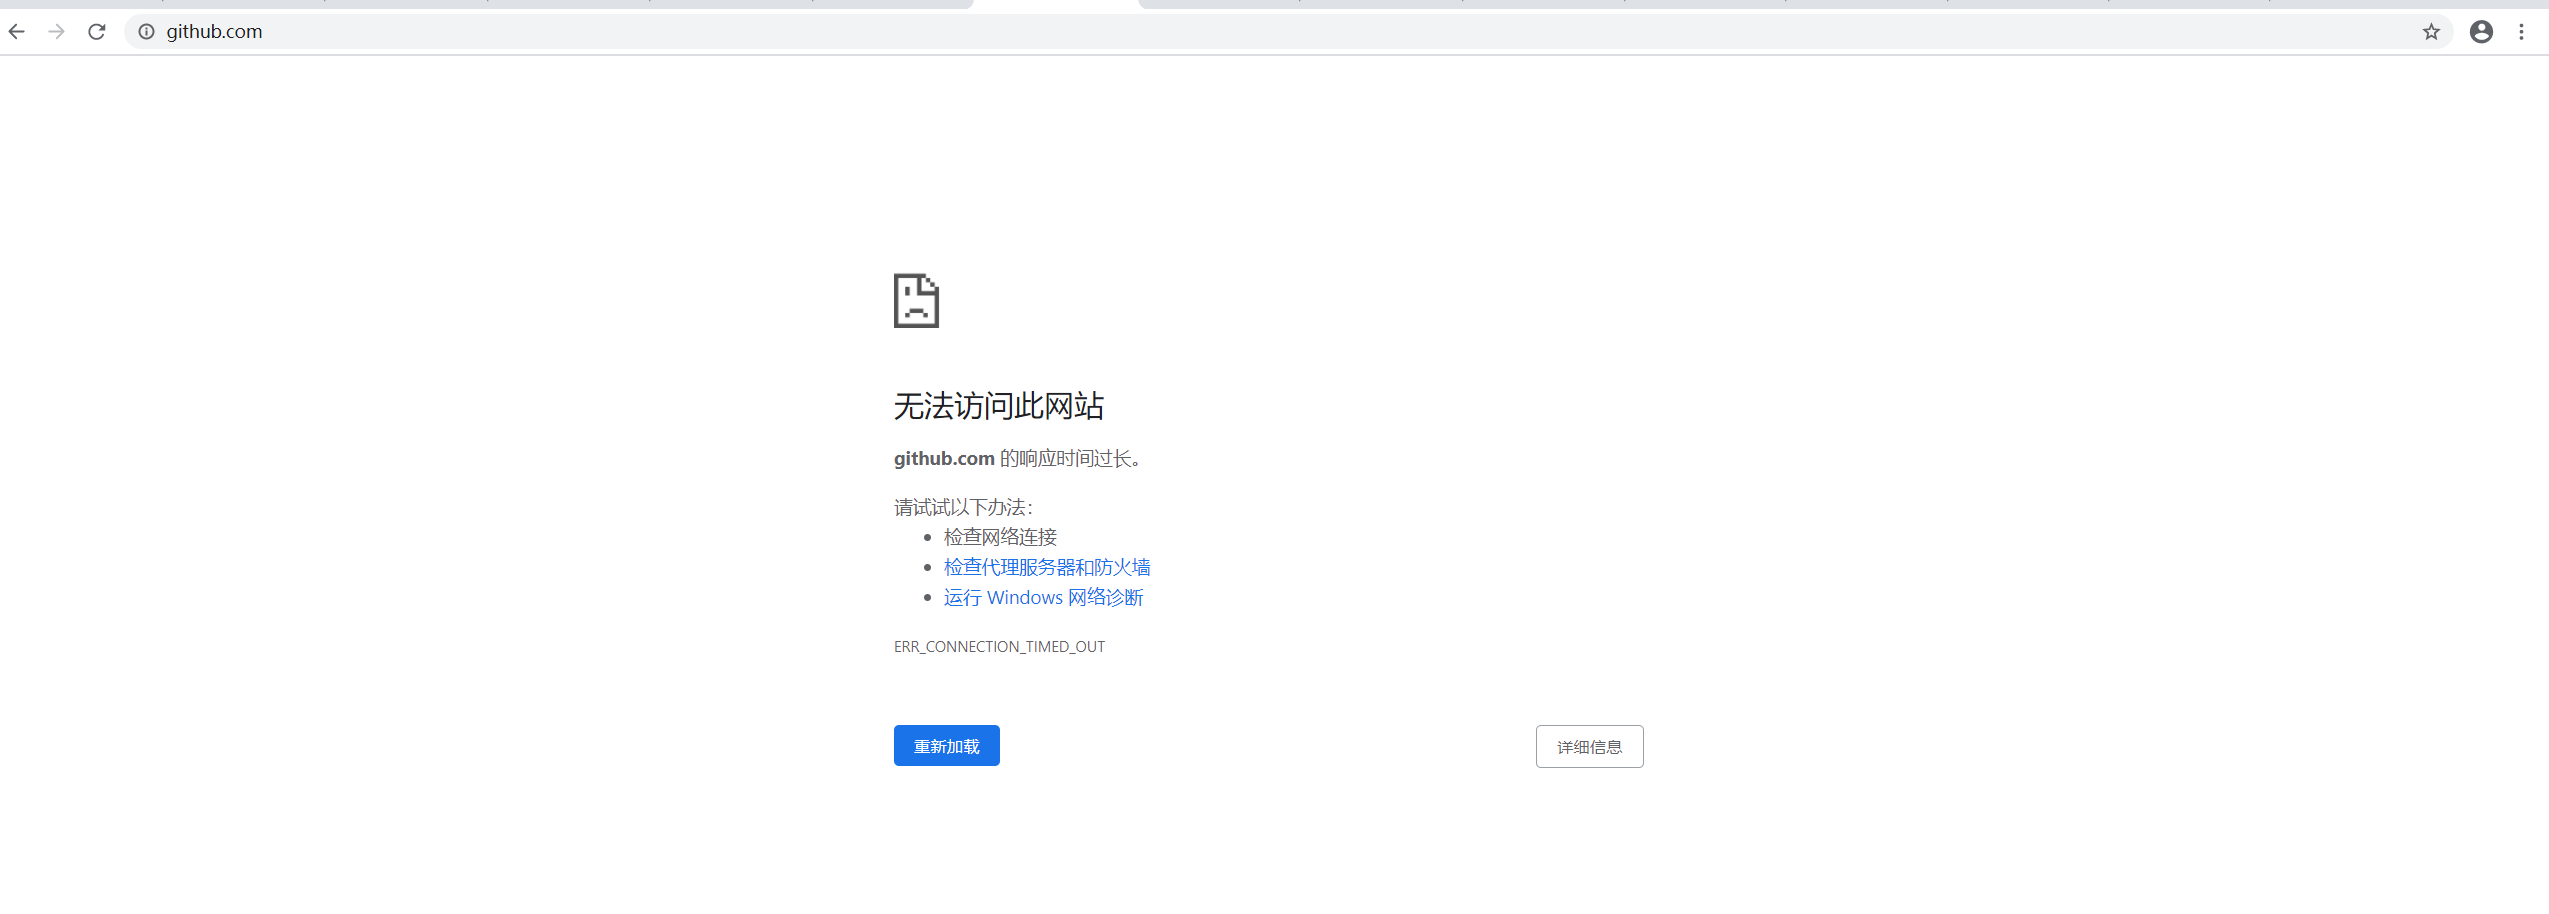 github.com
无法访问此网站
github.com 的响应时间过长。
请试试以下办法：
检查网络连接
检查代理服务器和防火墙
运行 Windows 网络诊断
ERR_CONNECTION_TIMED_OUT
重新加载
详细信息